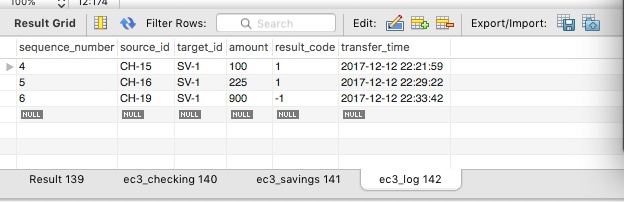 100% 12:174
Result Grid Filter Rows: Search Edit: Export/Import:
sequence_number source_id target_id amount result_code transfer_time
4 CH-15 SV-1 100 1 2017-12-12 22:21:59
5 CH-16 SV-1 225 1 2017-12-12 22:29:22
6 CH-19 SV-1 900 -1 2017-12-12 22:33:42
NULL NULL NULL NULL NULL NULL
Result 139 ec3_checking 140 ec3_savings 141 ec3_log 142